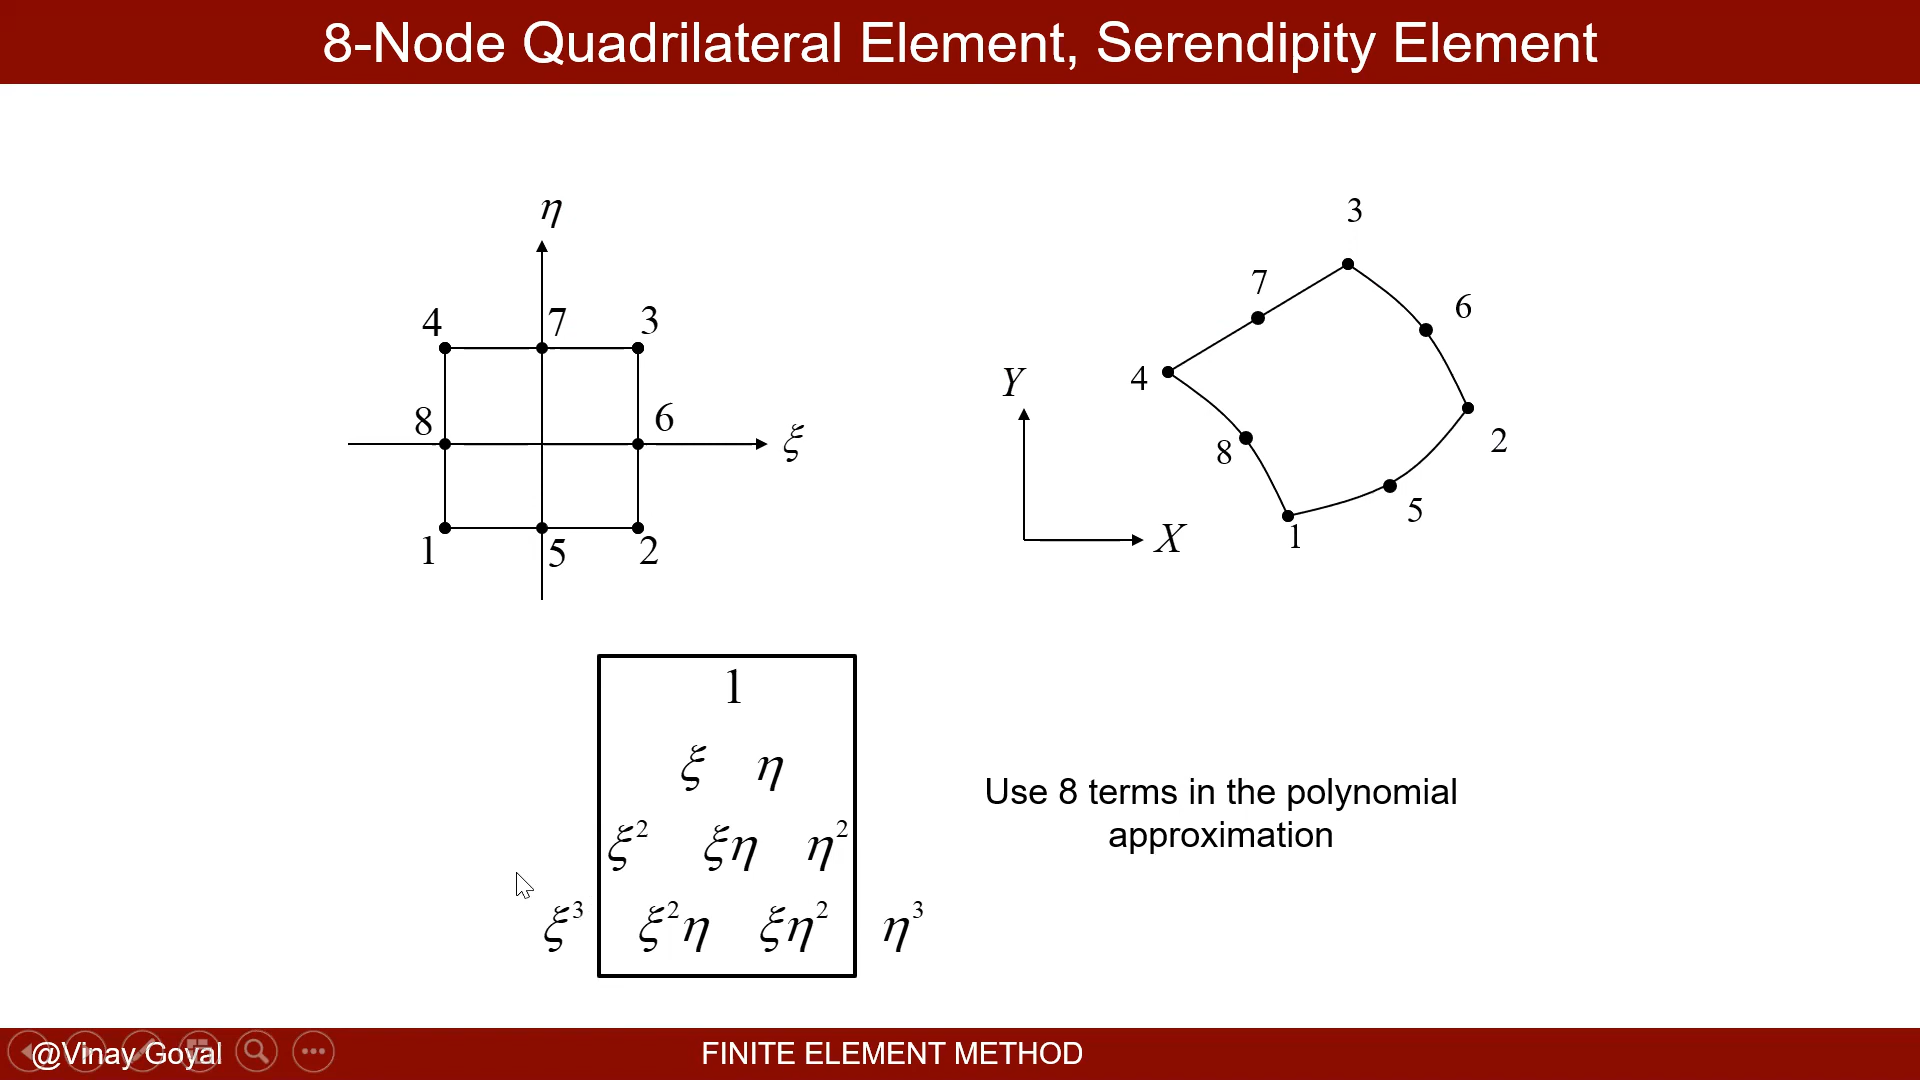 8-Node Quadrilateral Element, Serendipity Element
η
4 7 3
8 6 ξ
1 5 2
3
7
6
Y
4
8
2
5
1
X
1
ξ η
ξ² ξη η²
ξ³ ξ²η ξη² η³
Use 8 terms in the polynomial
approximation
@Vinay Goyal
FINITE ELEMENT METHOD